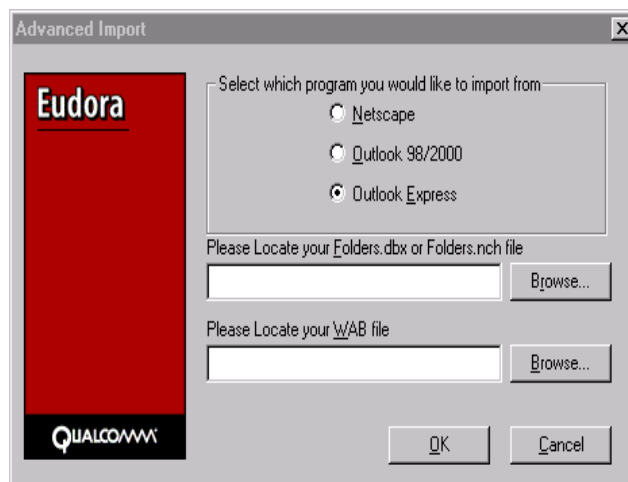 Advanced Import
Eudora
QUALCOMM
Select which program you would like to import from
Netscape
Outlook 98/2000
Outlook Express
Please Locate your Folders.dbx or Folders.nch file
Browse...
Please Locate your WAB file
Browse...
OK
Cancel